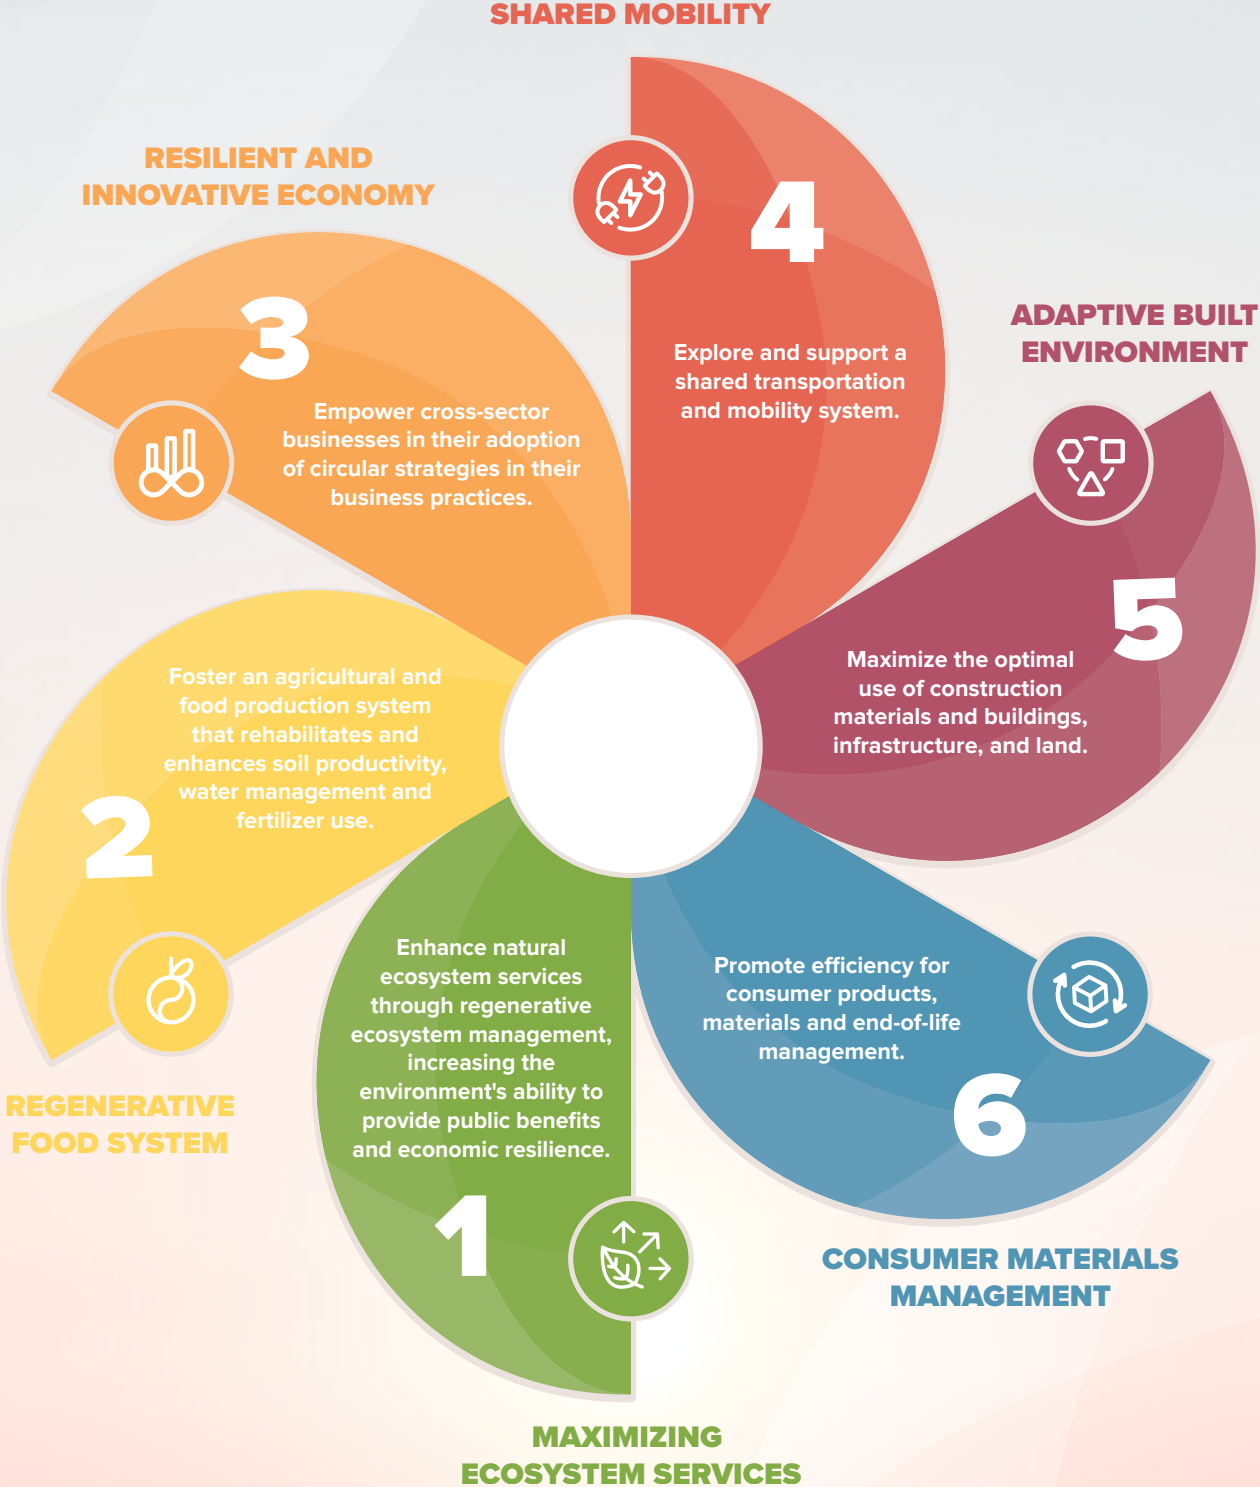 SHARED MOBILITY
4
Explore and support a
shared transportation
and mobility system.
RESILIENT AND
INNOVATIVE ECONOMY
3
Empower cross-sector
businesses in their adoption
of circular strategies in their
business practices.
ADAPTIVE BUILT
ENVIRONMENT
5
Maximize the optimal
use of construction
materials and buildings,
infrastructure, and land.
Foster an agricultural and
food production system
that rehabilitates and
enhances soil productivity,
water management and
fertilizer use.
2
REGENERATIVE
FOOD SYSTEM
Enhance natural
ecosystem services
through regenerative
ecosystem management,
increasing the
environment's ability to
provide public benefits
and economic resilience.
1
MAXIMIZING
ECOSYSTEM SERVICES
Promote efficiency for
consumer products,
materials and end-of-life
management.
6
CONSUMER MATERIALS
MANAGEMENT